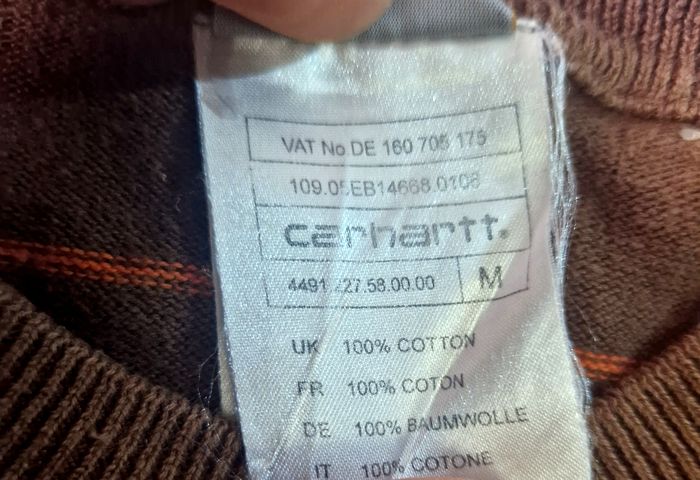 VAT No DE 160 705 175
109.05EB14668.0108
carhartt.
4491 227.58.00.00 M
UK 100% COTTON
FR 100% COTON
DE 100% BAUMWOLLE
IT 100% COTONE